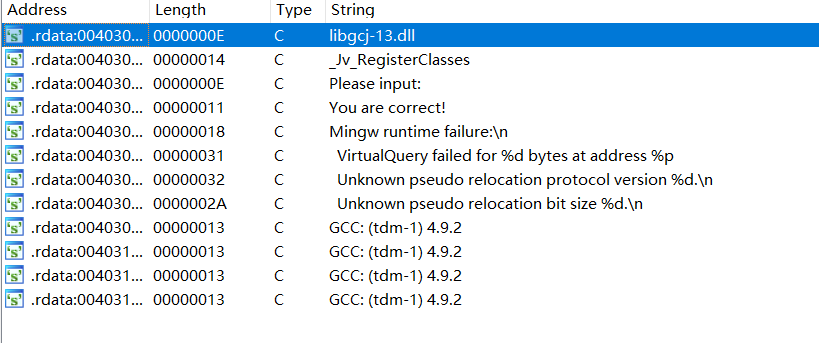 Address Length Type String
's' .rdata:004030... 0000000E C libgcj-13.dll
's' .rdata:004030... 00000014 C _Jv_RegisterClasses
's' .rdata:004030... 0000000E C Please input:
's' .rdata:004030... 00000011 C You are correct!
's' .rdata:004030... 00000018 C Mingw runtime failure:\n
's' .rdata:004030... 00000031 C VirtualQuery failed for %d bytes at address %p
's' .rdata:004030... 00000032 C Unknown pseudo relocation protocol version %d.\n
's' .rdata:004030... 0000002A C Unknown pseudo relocation bit size %d.\n
's' .rdata:004030... 00000013 C GCC: (tdm-1) 4.9.2
's' .rdata:004031... 00000013 C GCC: (tdm-1) 4.9.2
's' .rdata:004031... 00000013 C GCC: (tdm-1) 4.9.2
's' .rdata:004031... 00000013 C GCC: (tdm-1) 4.9.2